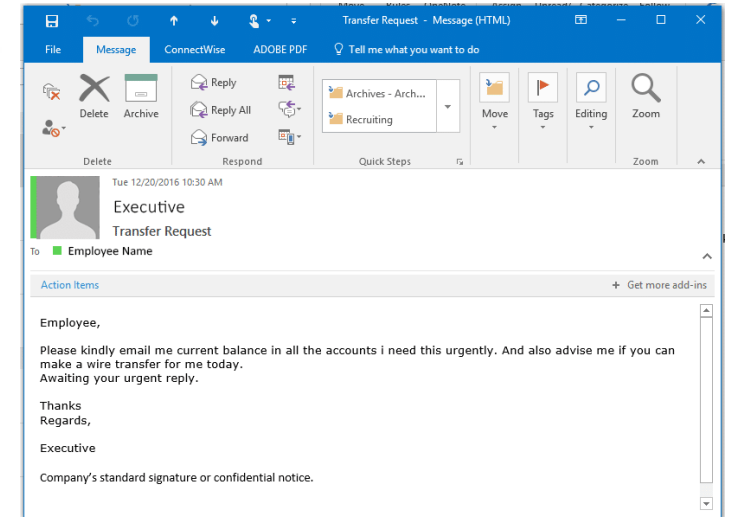 Transfer Request - Message (HTML)
File Message ConnectWise ADOBE PDF Tell me what you want to do
Delete Archive
Reply
Reply All
Forward
Archives - Arch...
Recruiting
Move Tags Editing Zoom
Delete Respond Quick Steps Zoom
Tue 12/20/2016 10:30 AM
Executive
Transfer Request
To Employee Name
Action Items + Get more add-ins
Employee,
Please kindly email me current balance in all the accounts i need this urgently. And also advise me if you can
make a wire transfer for me today.
Awaiting your urgent reply.
Thanks
Regards,
Executive
Company's standard signature or confidential notice.